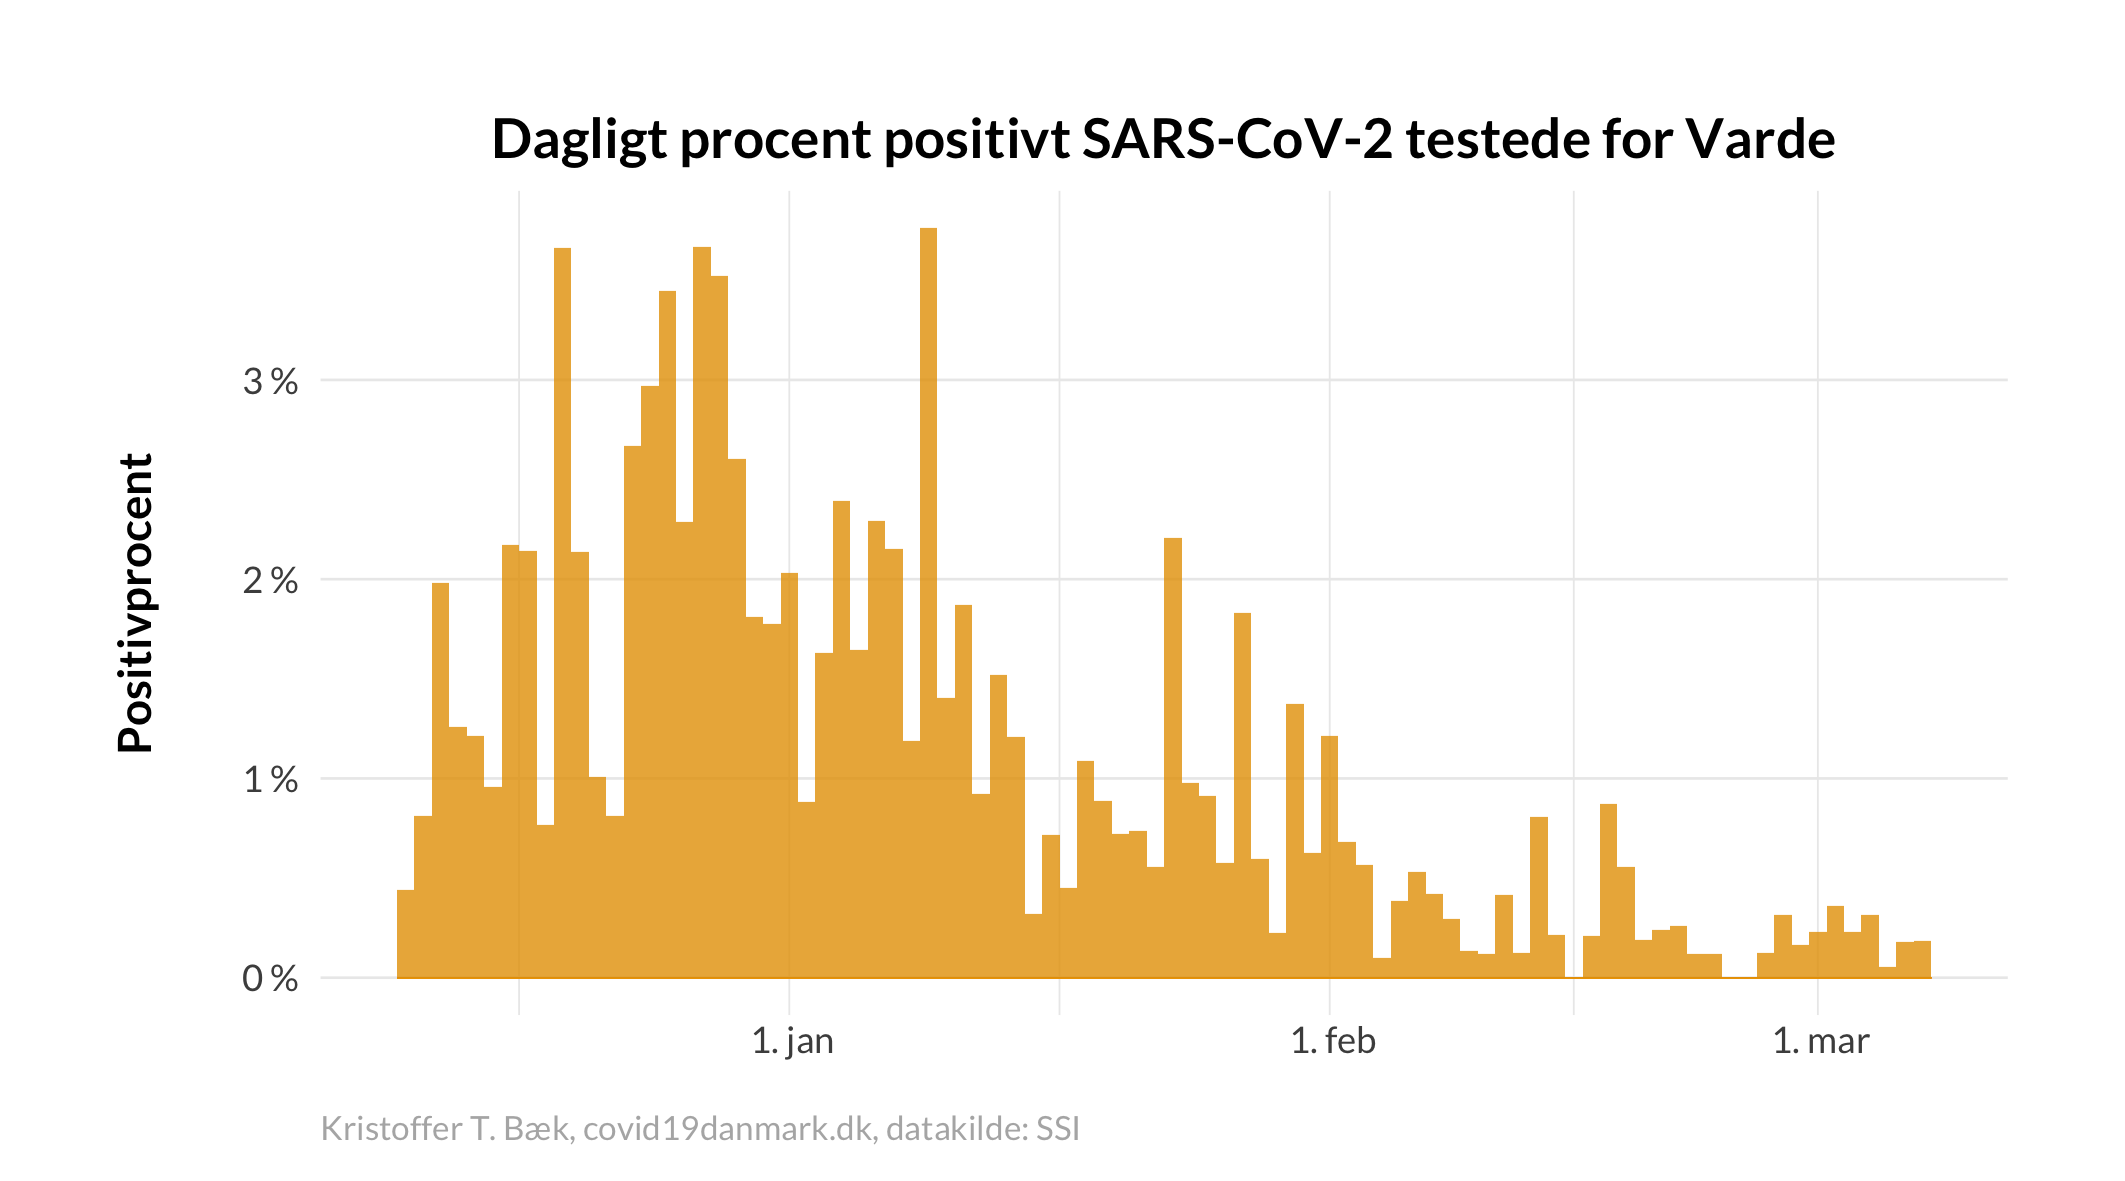 Dagligt procent positivt SARS-CoV-2 testede for Varde
Positivprocent
3 %
2 %
1 %
0 %
1. jan
1. feb
1. mar
Kristoffer T. Bæk, covid19danmark.dk, datakilde: SSI